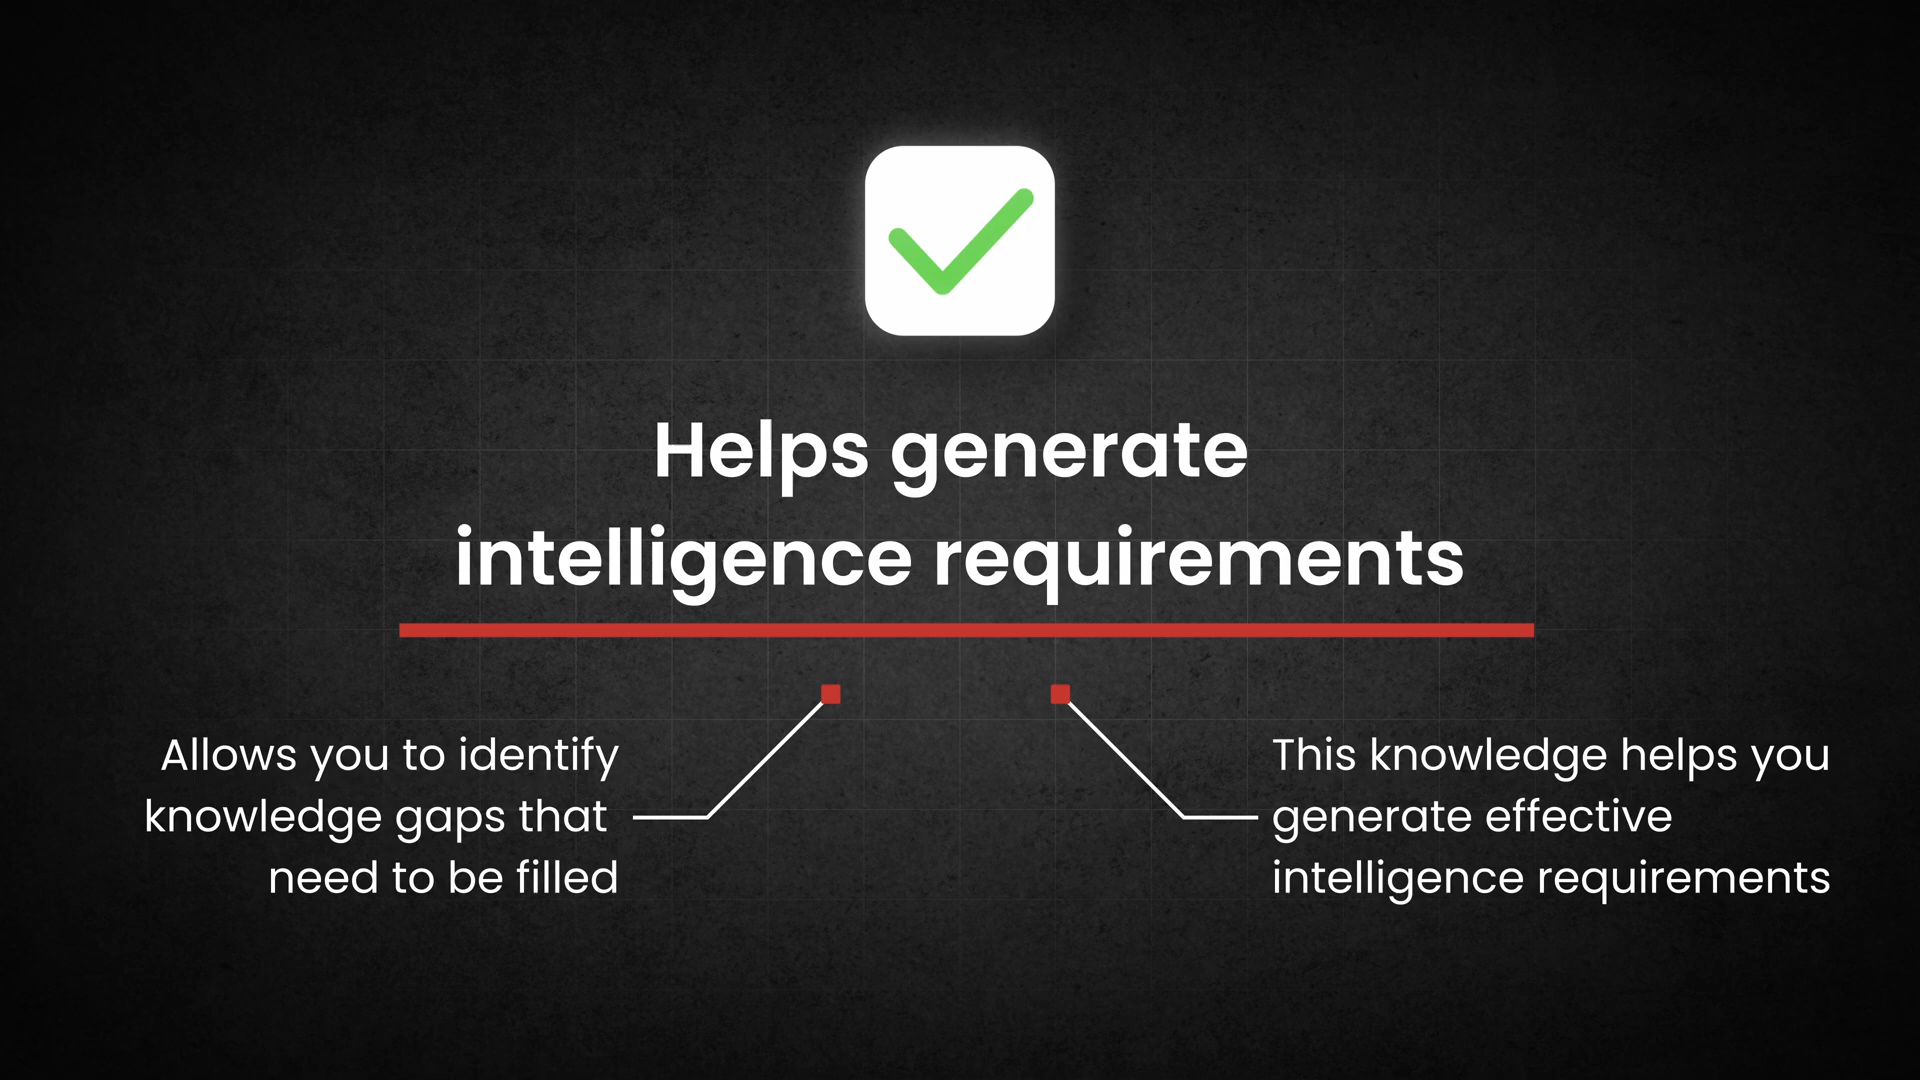 Helps generate
intelligence requirements
Allows you to identify
knowledge gaps that
need to be filled
This knowledge helps you
generate effective
intelligence requirements